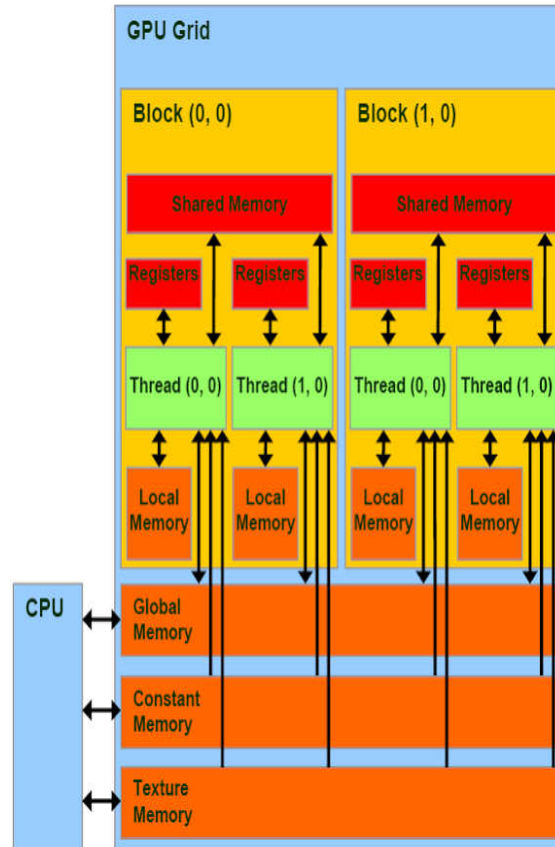 GPU Grid
Block (0, 0)
Block (1, 0)
Shared Memory
Shared Memory
Registers
Registers
Registers
Registers
Thread (0, 0)
Thread (1, 0)
Thread (0, 0)
Thread (1, 0)
Local
Memory
Local
Memory
Local
Memory
Local
Memory
CPU
Global
Memory
Constant
Memory
Texture
Memory